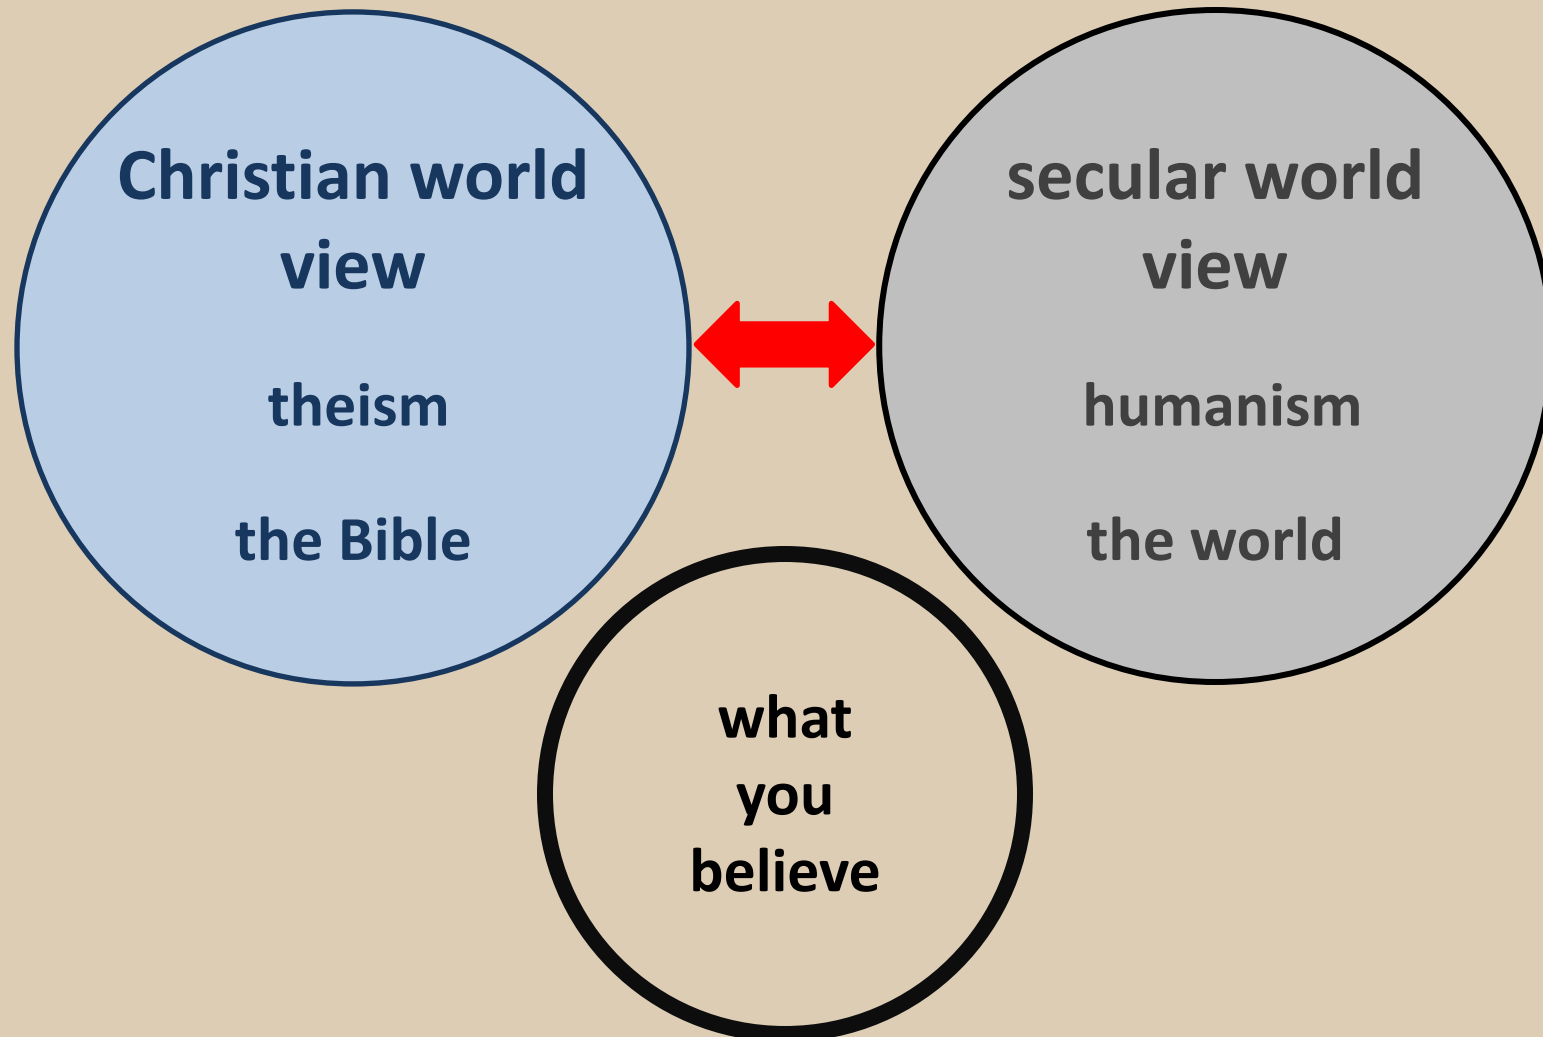 Christian world
view
theism
the Bible
secular world
view
humanism
the world
what
you
believe